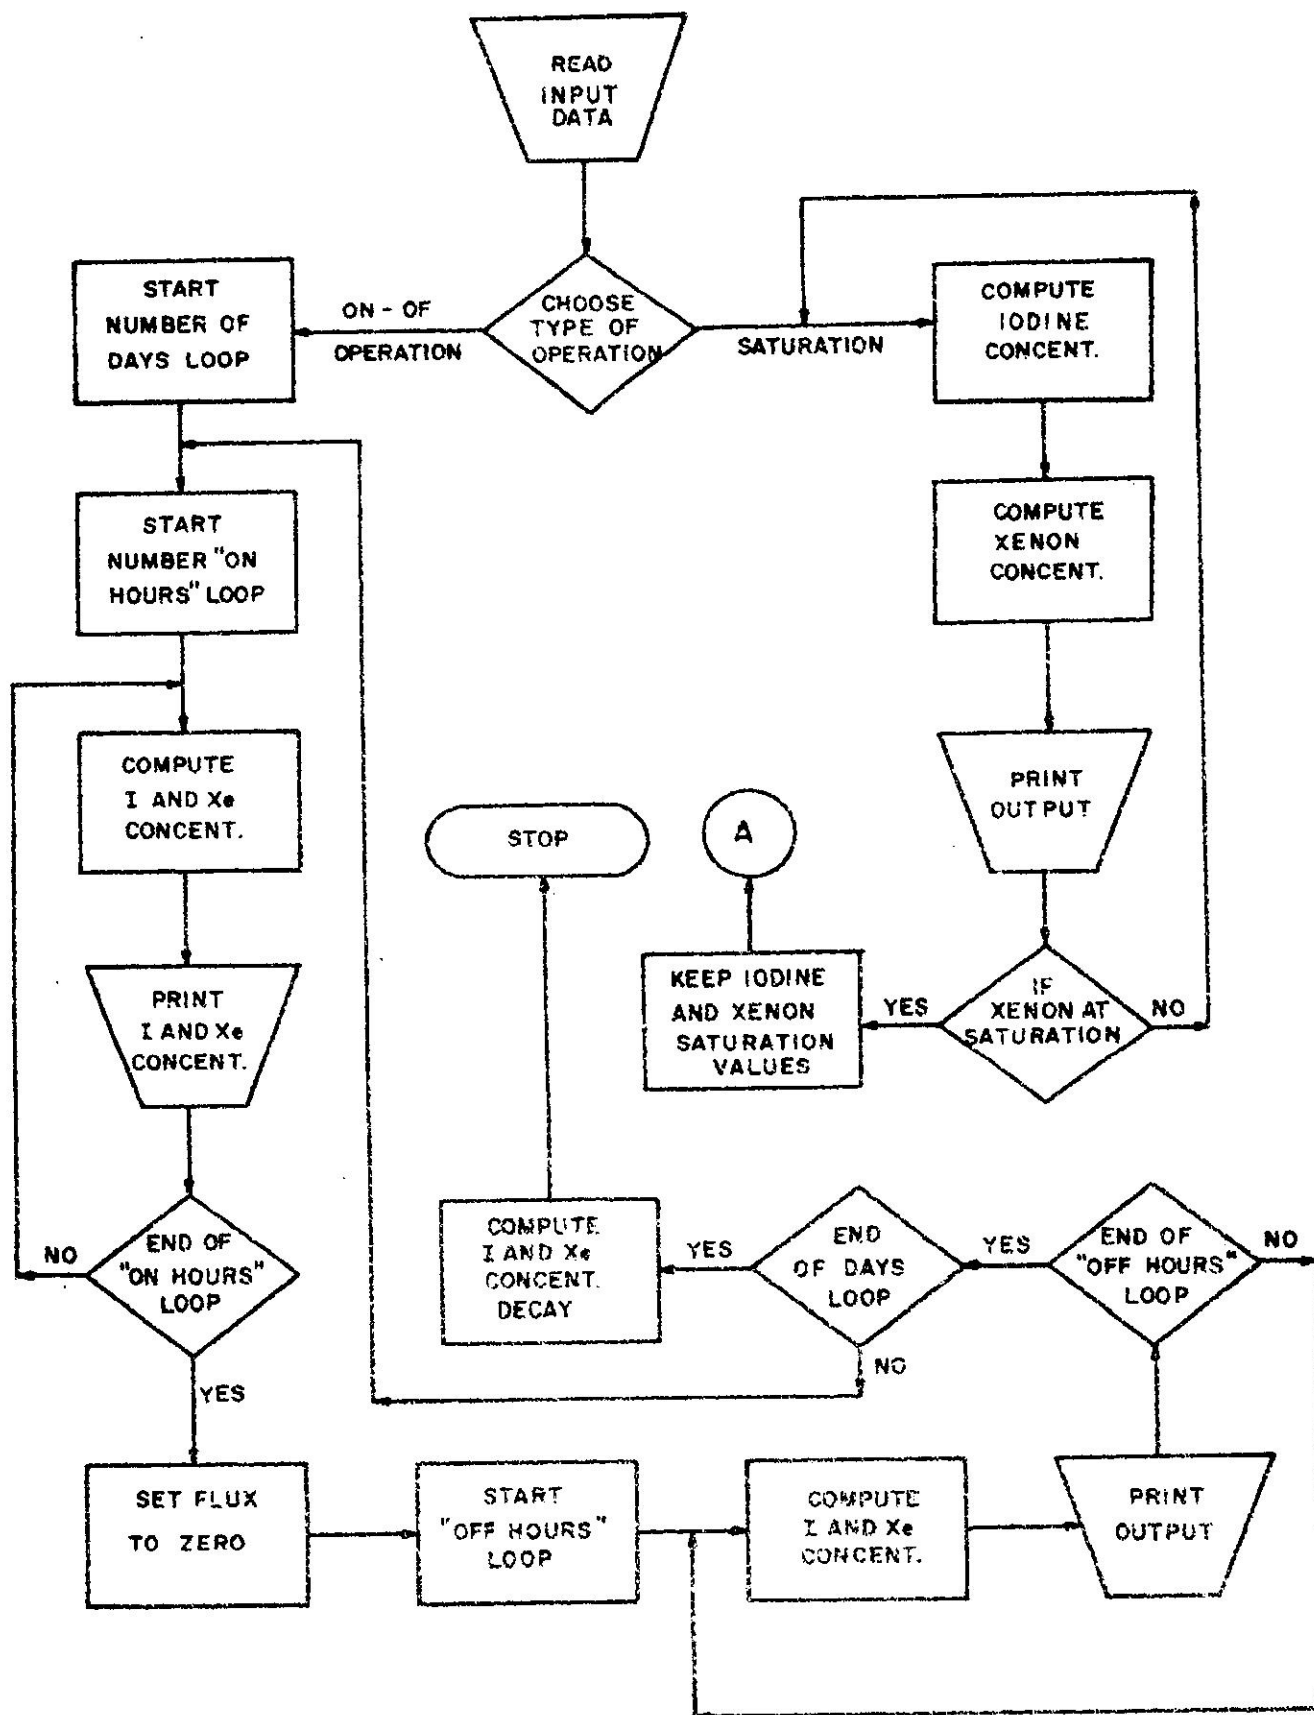 READ
INPUT
DATA
CHOOSE
TYPE OF
OPERATION
ON - OF
OPERATION
SATURATION
START
NUMBER OF
DAYS LOOP
START
NUMBER "ON
HOURS" LOOP
COMPUTE
I AND Xe
CONCENT.
PRINT
I AND Xe
CONCENT.
END OF
"ON HOURS"
LOOP
NO
YES
SET FLUX
TO ZERO
START
"OFF HOURS"
LOOP
COMPUTE
I AND Xe
CONCENT.
PRINT
OUTPUT
END OF
"OFF HOURS"
LOOP
NO
YES
END
OF DAYS
LOOP
NO
YES
COMPUTE
I AND Xe
CONCENT.
DECAY
STOP
COMPUTE
IODINE
CONCENT.
COMPUTE
XENON
CONCENT.
PRINT
OUTPUT
IF
XENON AT
SATURATION
NO
YES
KEEP IODINE
AND XENON
SATURATION
VALUES
A